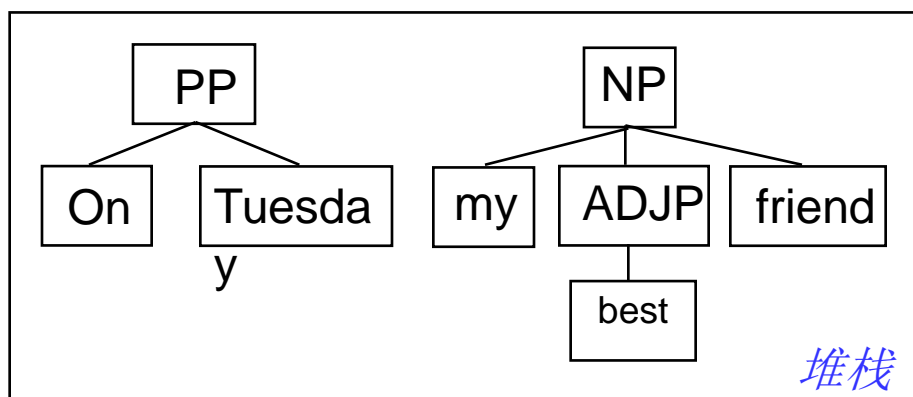 PP
NP
On
Tuesda
y
my
ADJP
friend
best
堆栈